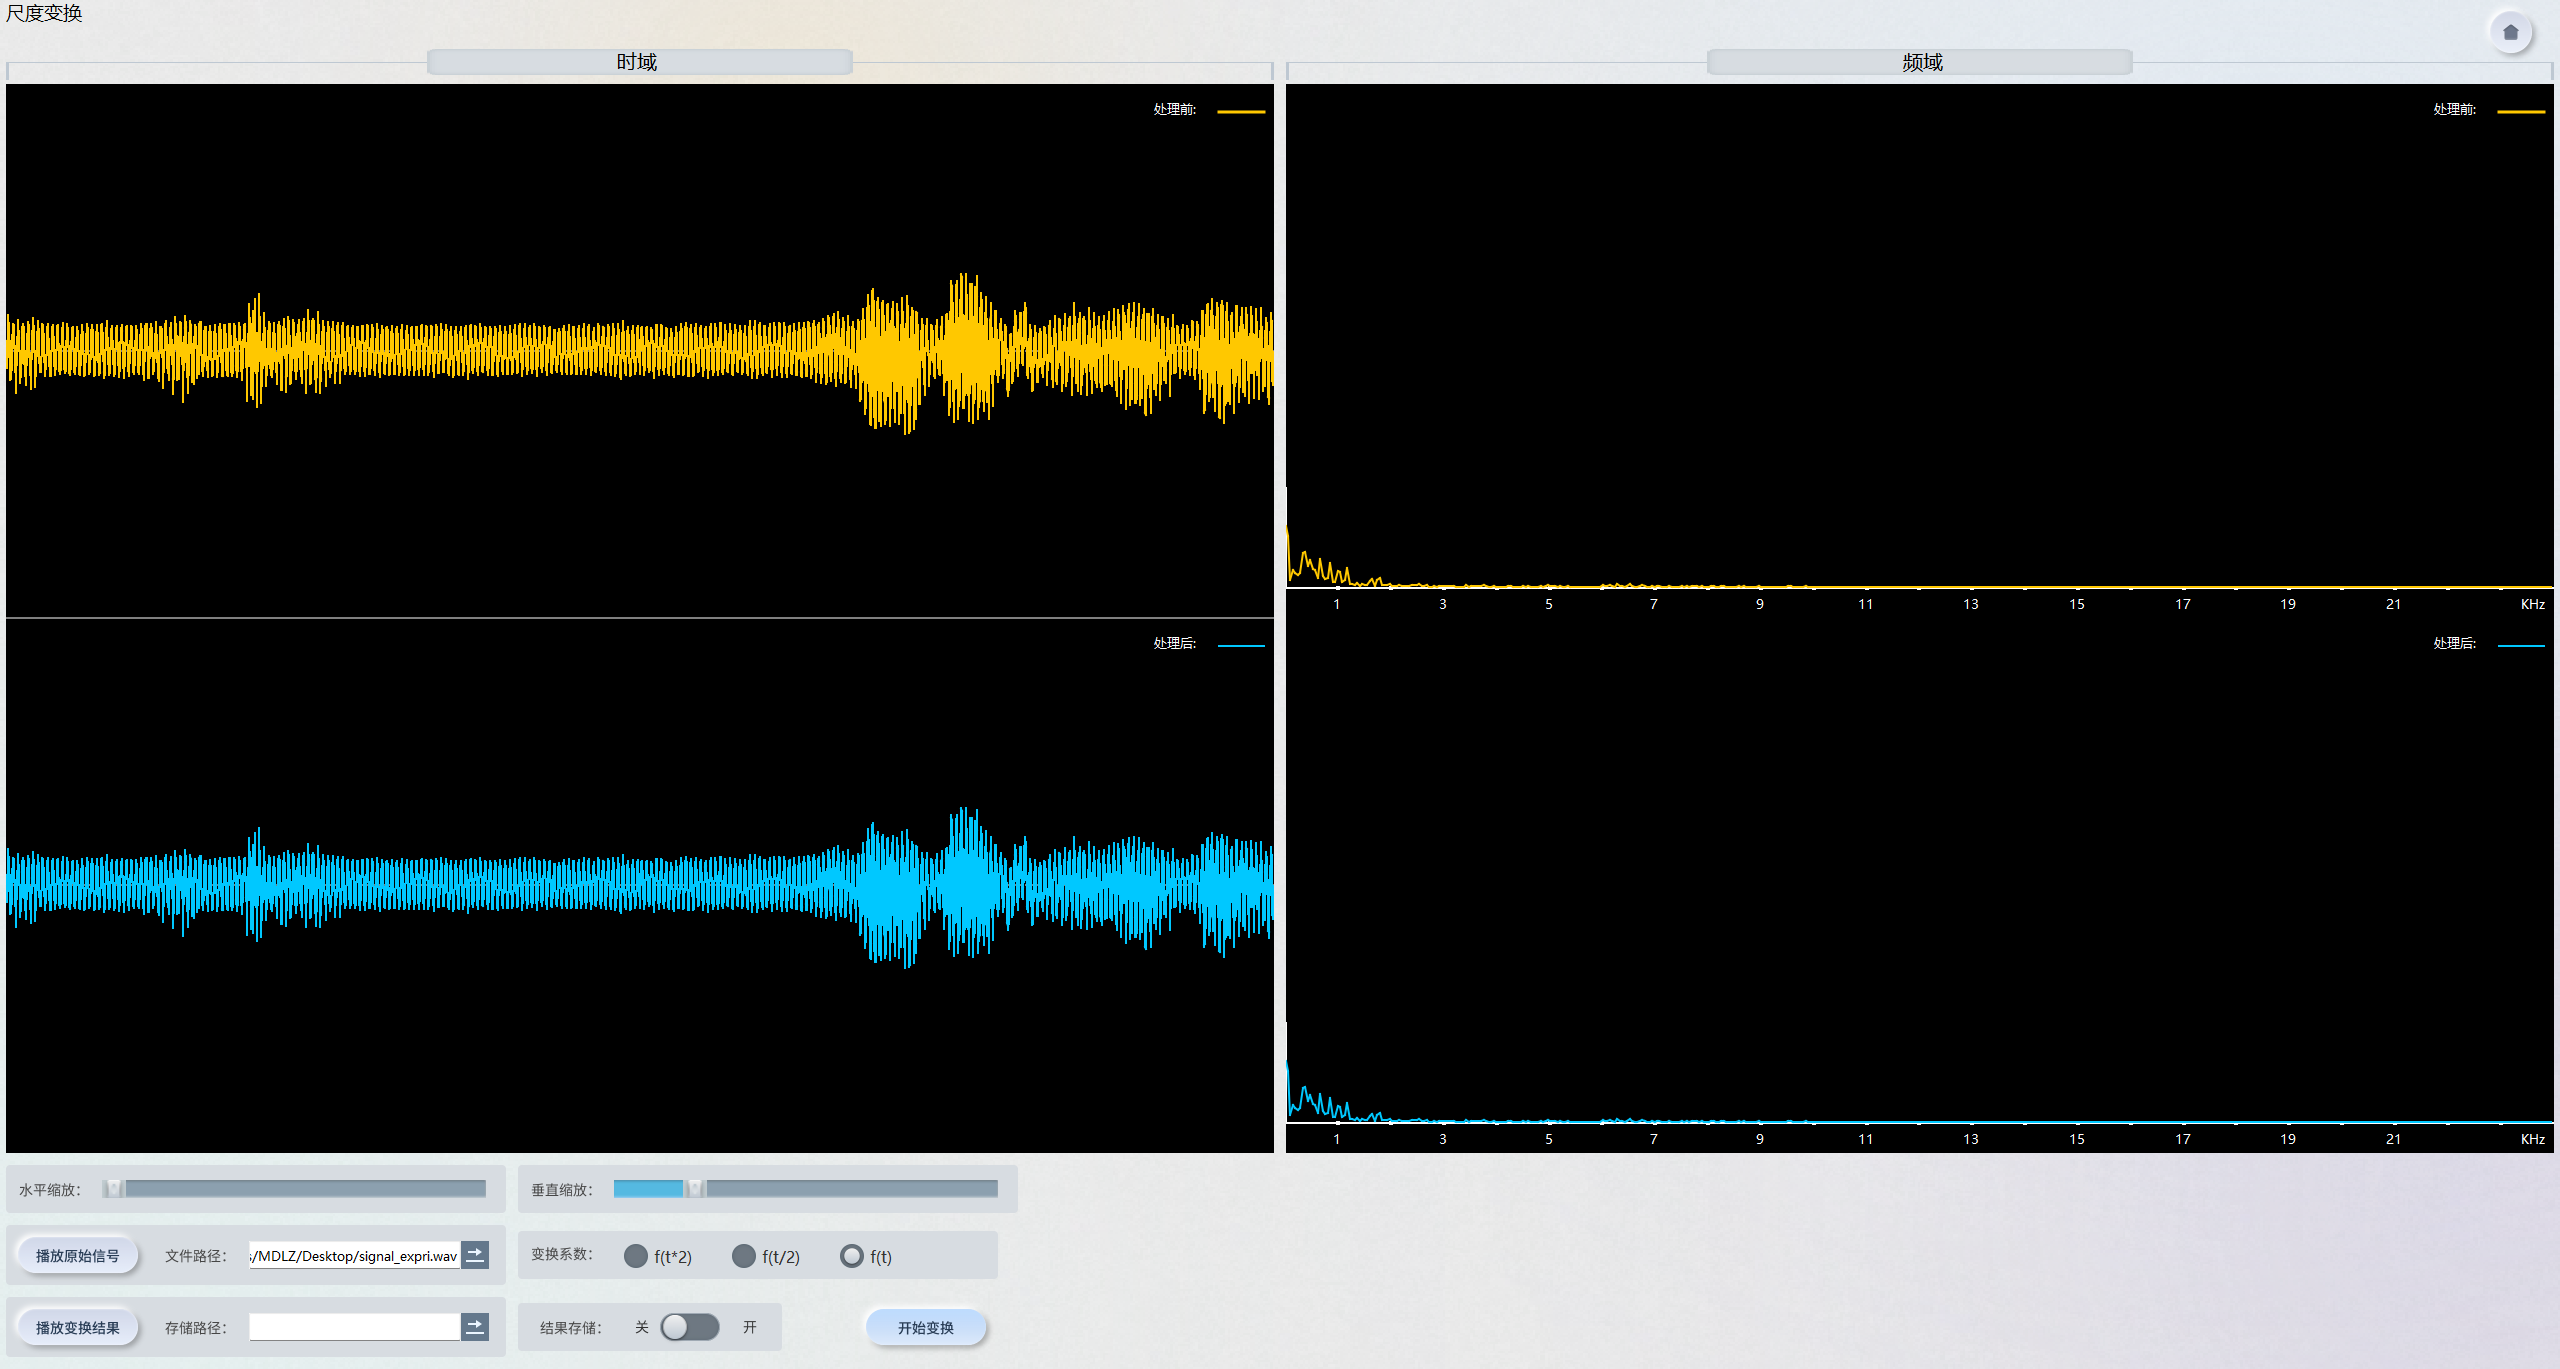 尺度变换
时域
频域
处理前:
处理前:
1 3 5 7 9 11 13 15 17 19 21 KHz
处理后:
处理后:
1 3 5 7 9 11 13 15 17 19 21 KHz
水平缩放：
垂直缩放：
播放原始信号 文件路径： /MDLZ/Desktop/signal_expri.wav
变换系数： f(t*2) f(t/2) f(t)
播放变换结果 存储路径：
结果存储： 关 开
开始变换